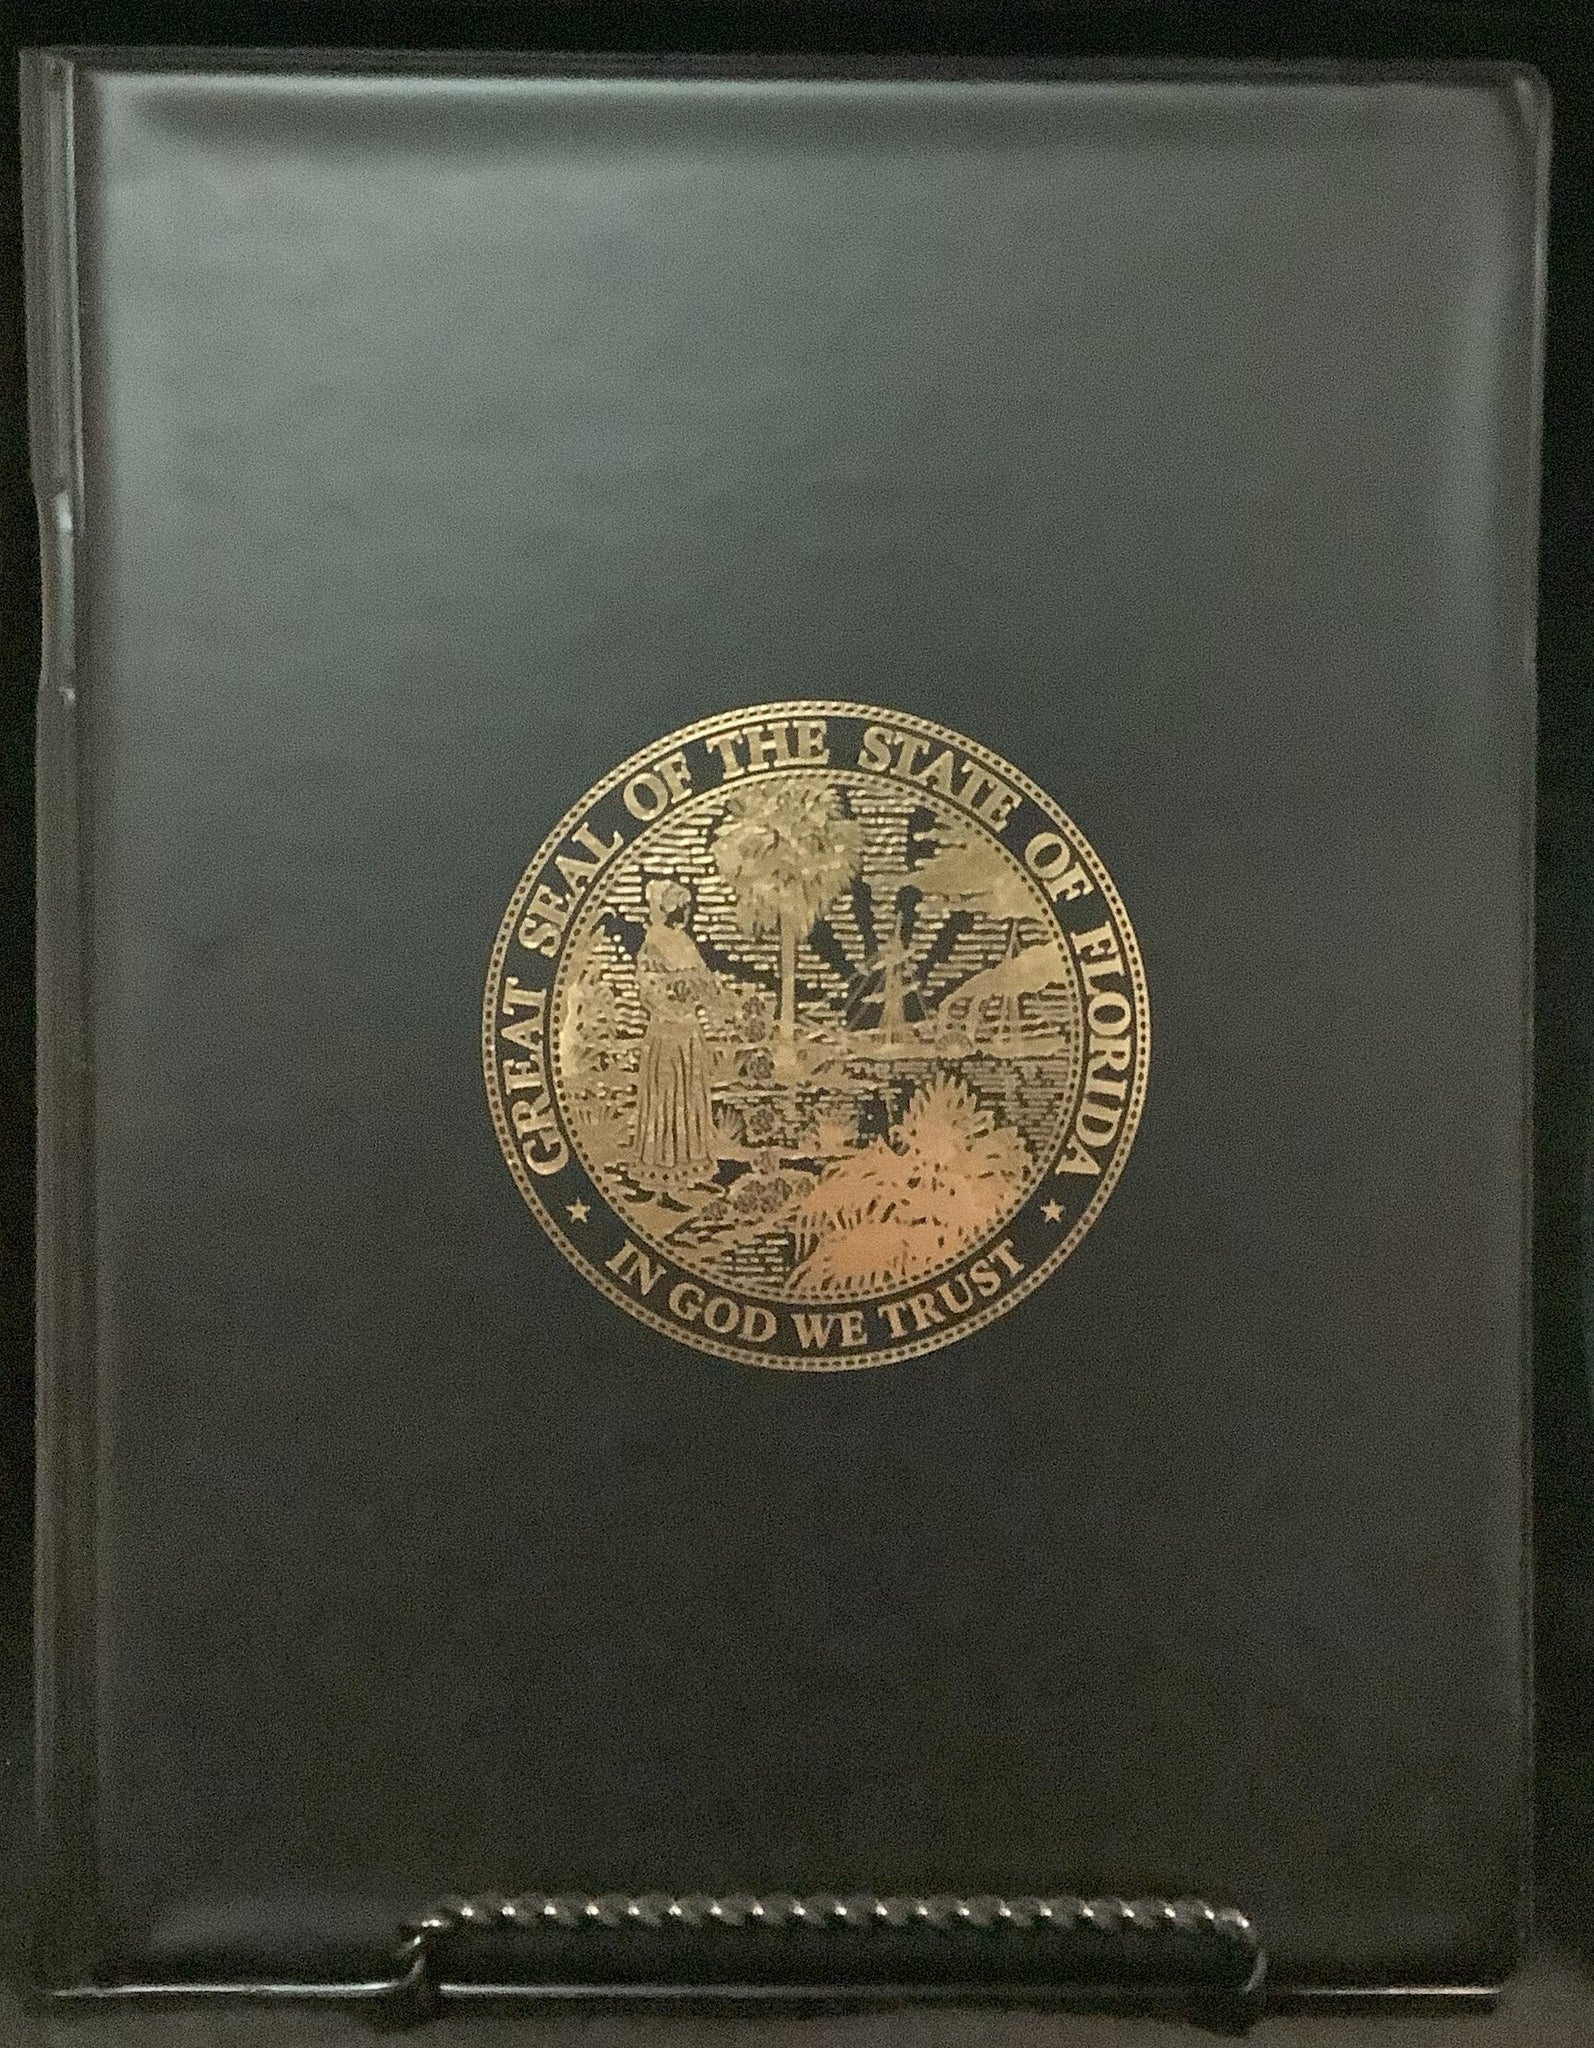 GREAT SEAL OF THE STATE OF FLORIDA
IN GOD WE TRUST